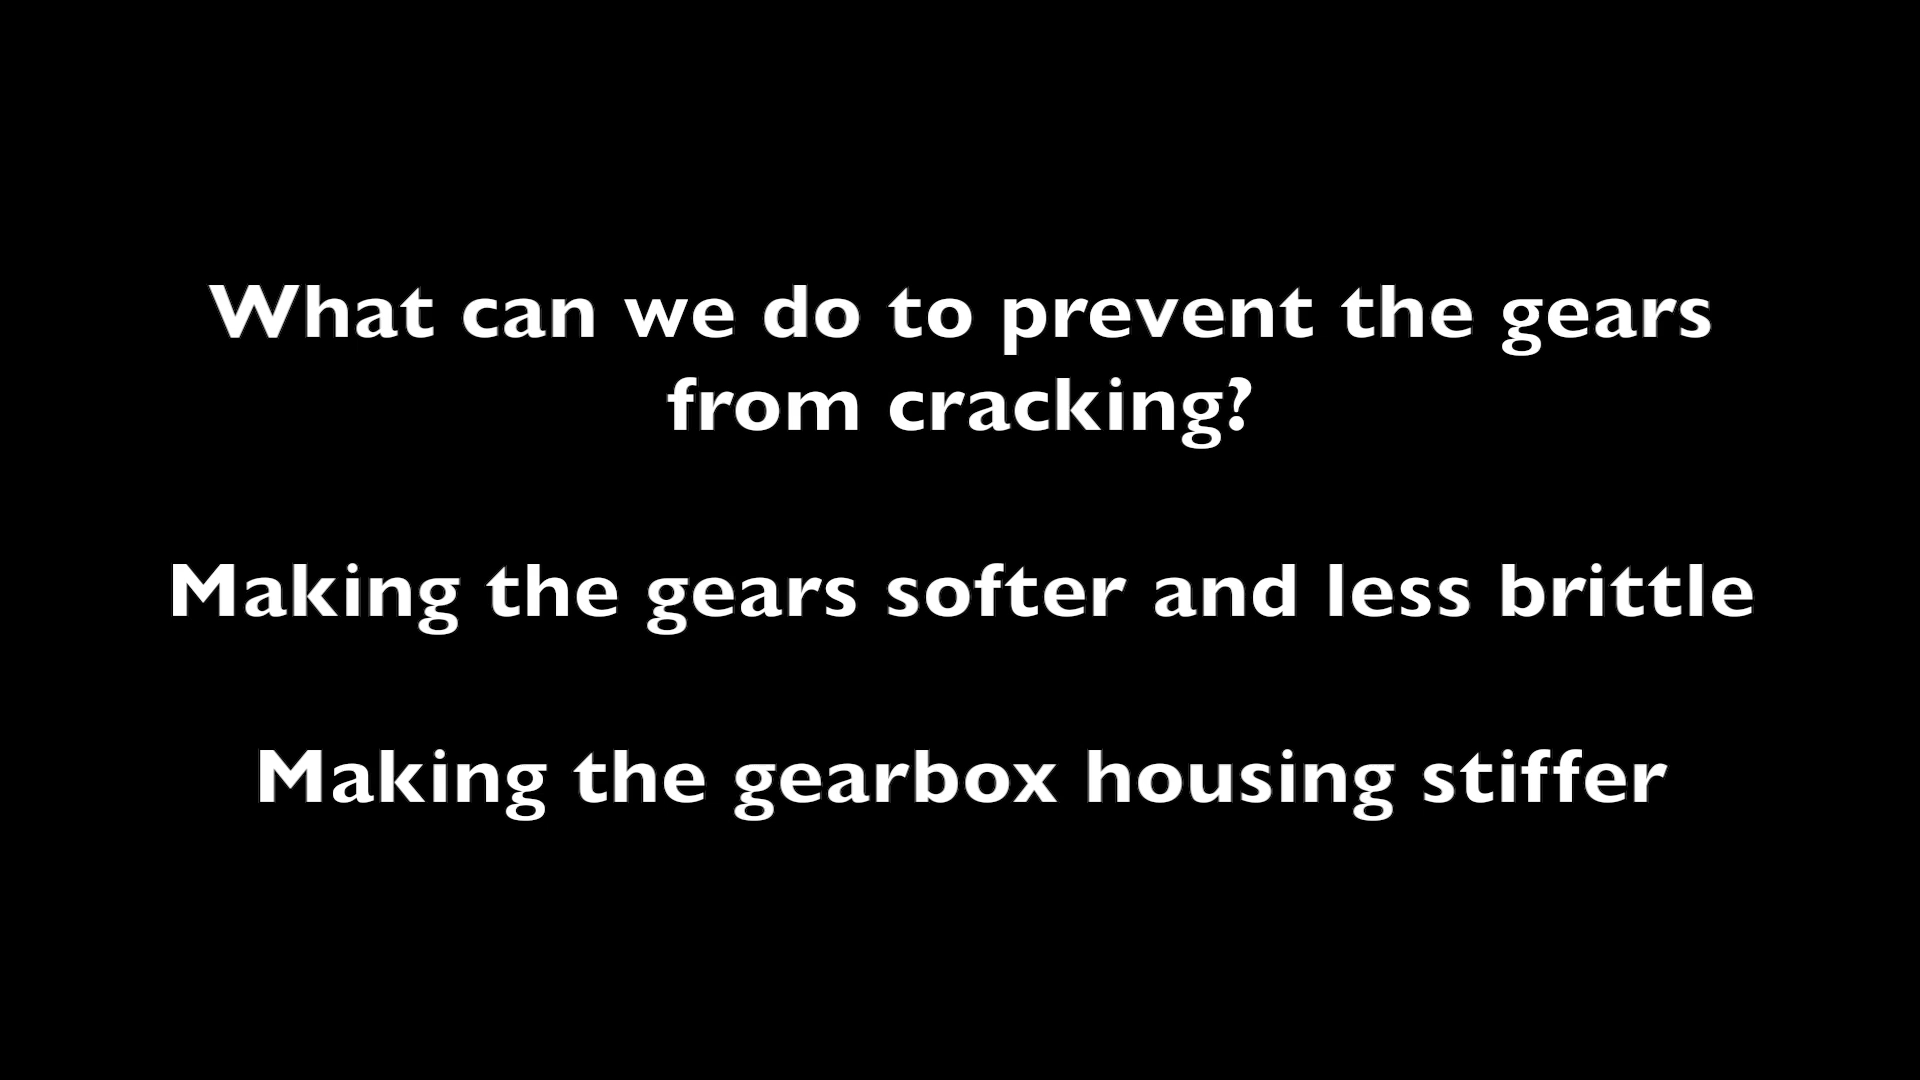 What can we do to prevent the gears
from cracking?
Making the gears softer and less brittle
Making the gearbox housing stiffer